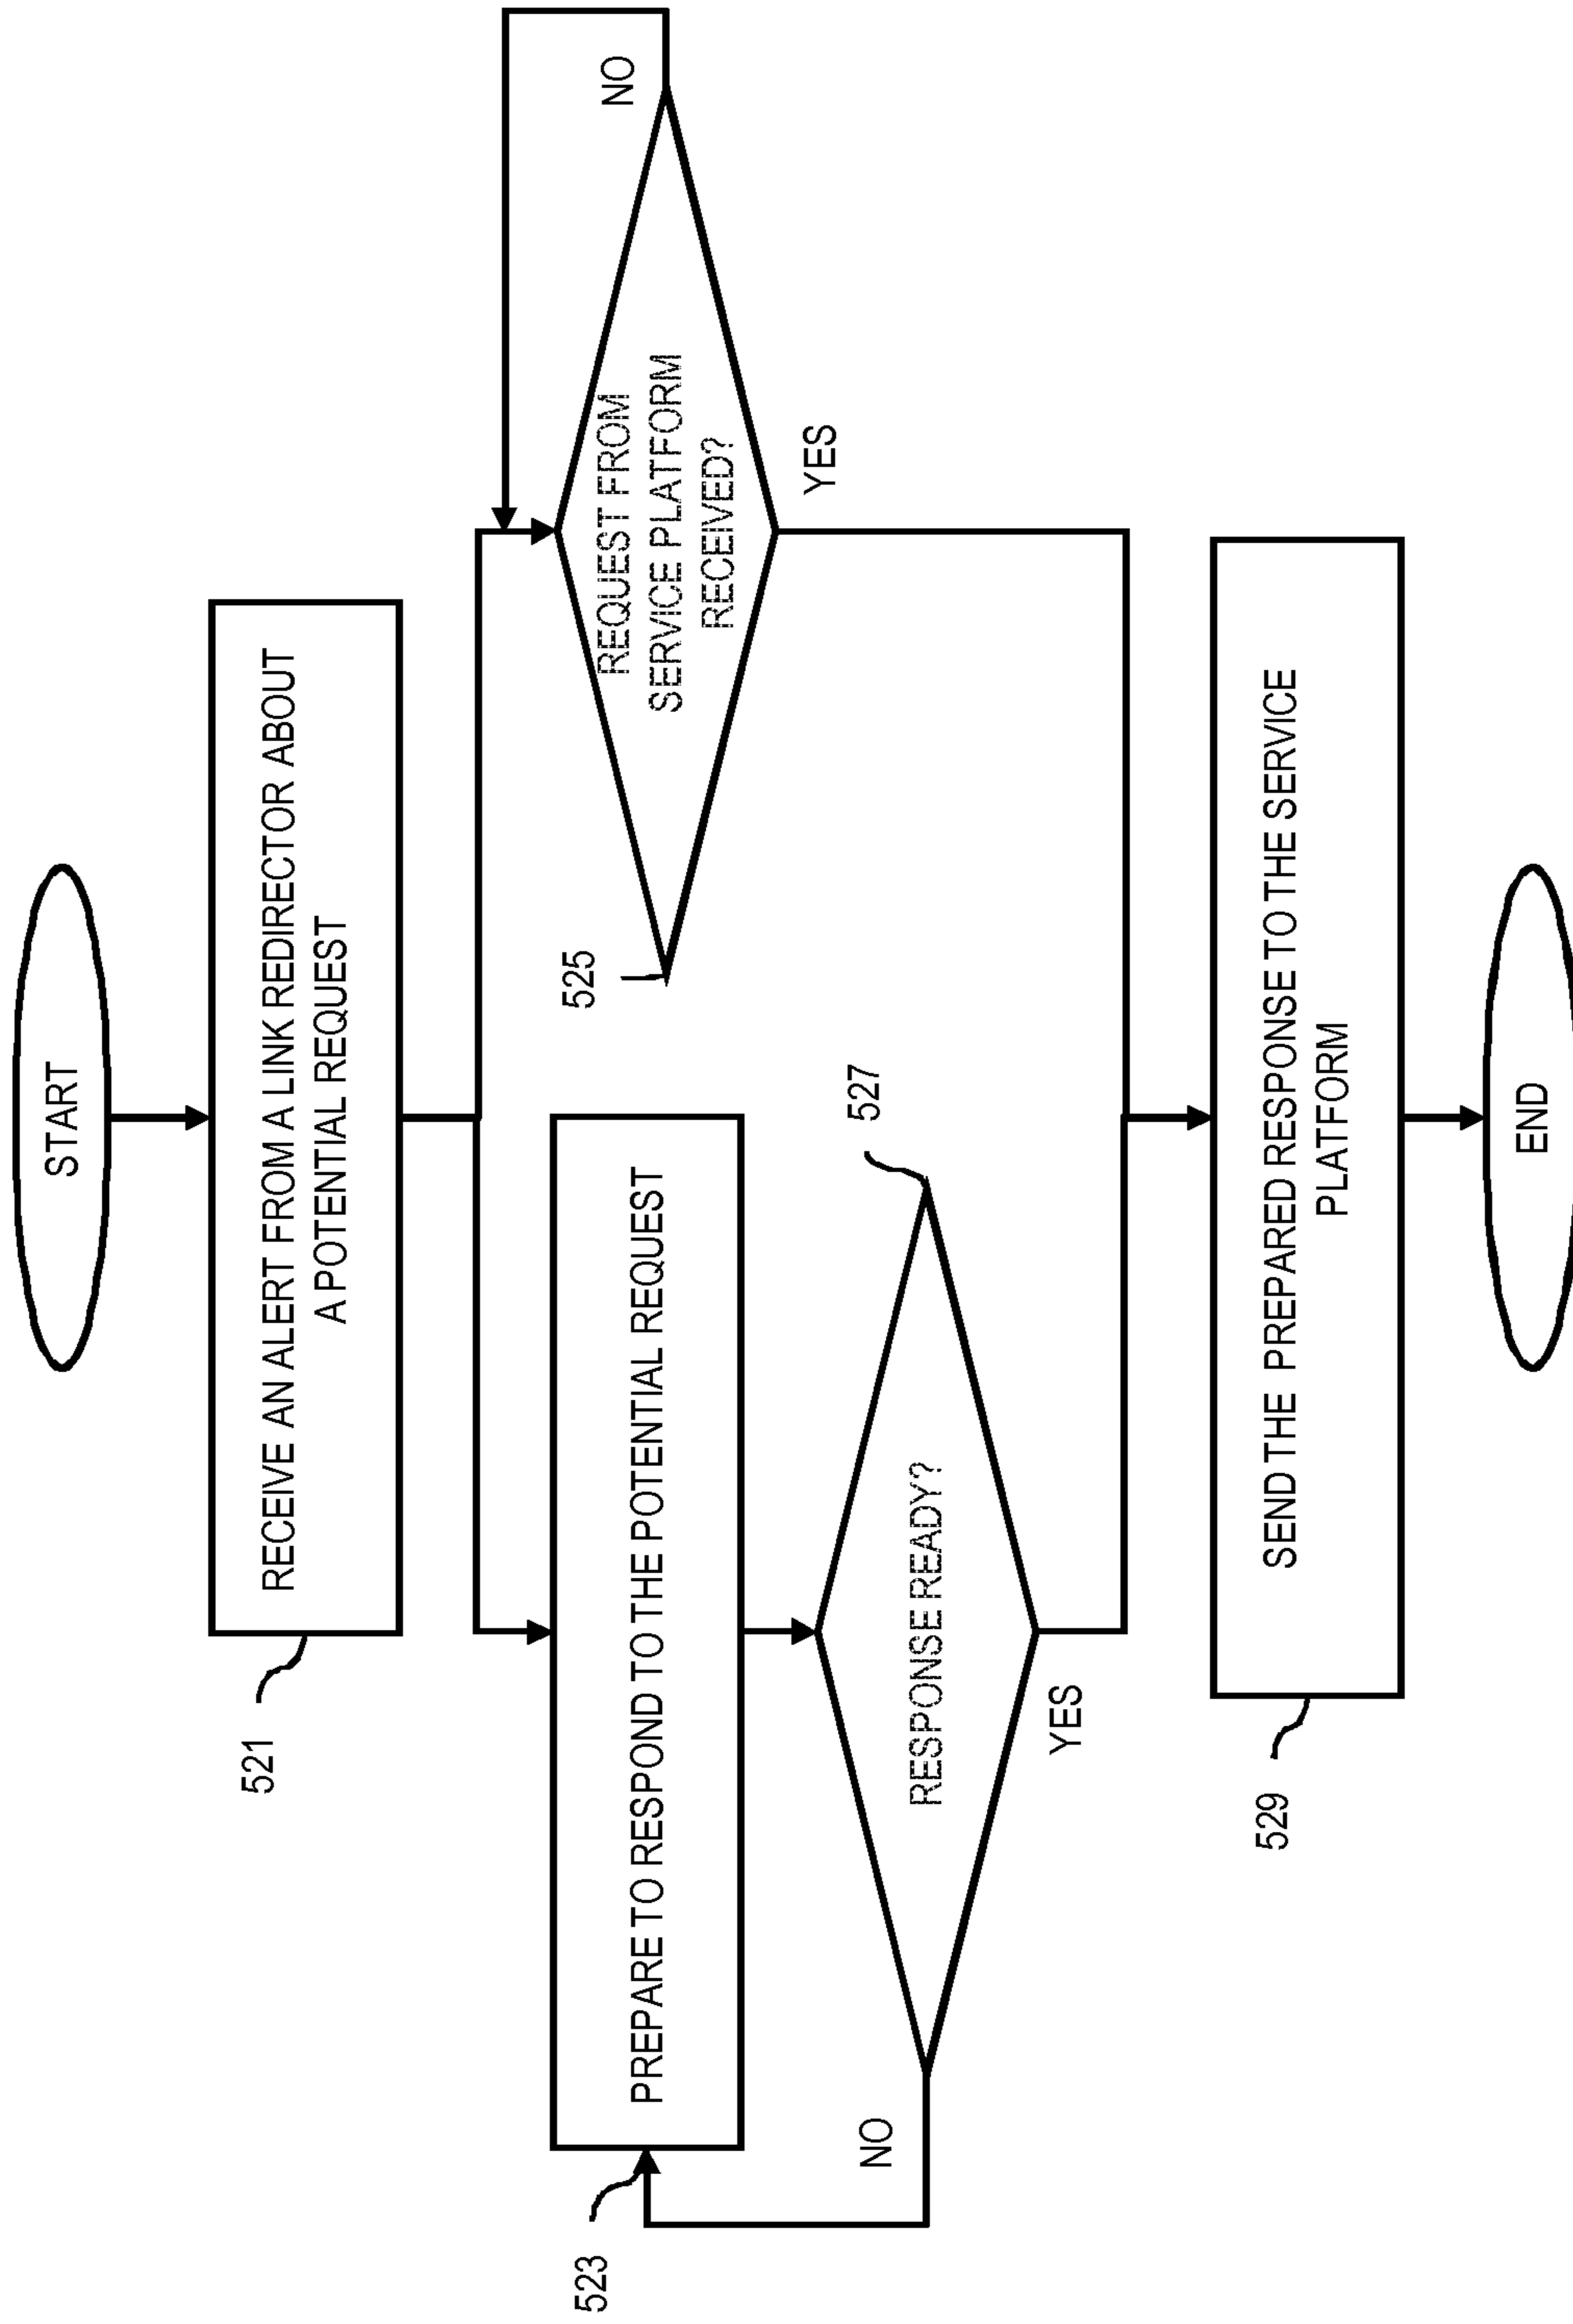 START
521
RECEIVE AN ALERT FROM A LINK REDIRECTOR ABOUT
A POTENTIAL REQUEST
523
PREPARE TO RESPOND TO THE POTENTIAL REQUEST
525
REQUEST FROM
SERVICE PLATFORM
RECEIVED?
NO
YES
527
RESPONSE READY?
NO
YES
529
SEND THE PREPARED RESPONSE TO THE SERVICE
PLATFORM
END